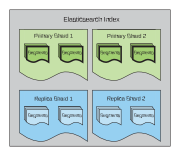 Elasticsearch Index
Primary Shard 1
Primary Shard 2
Segments
Segments
Segments
Segments
Replica Shard 1
Replica Shard 2
Segments
Segments
Segments
Segments